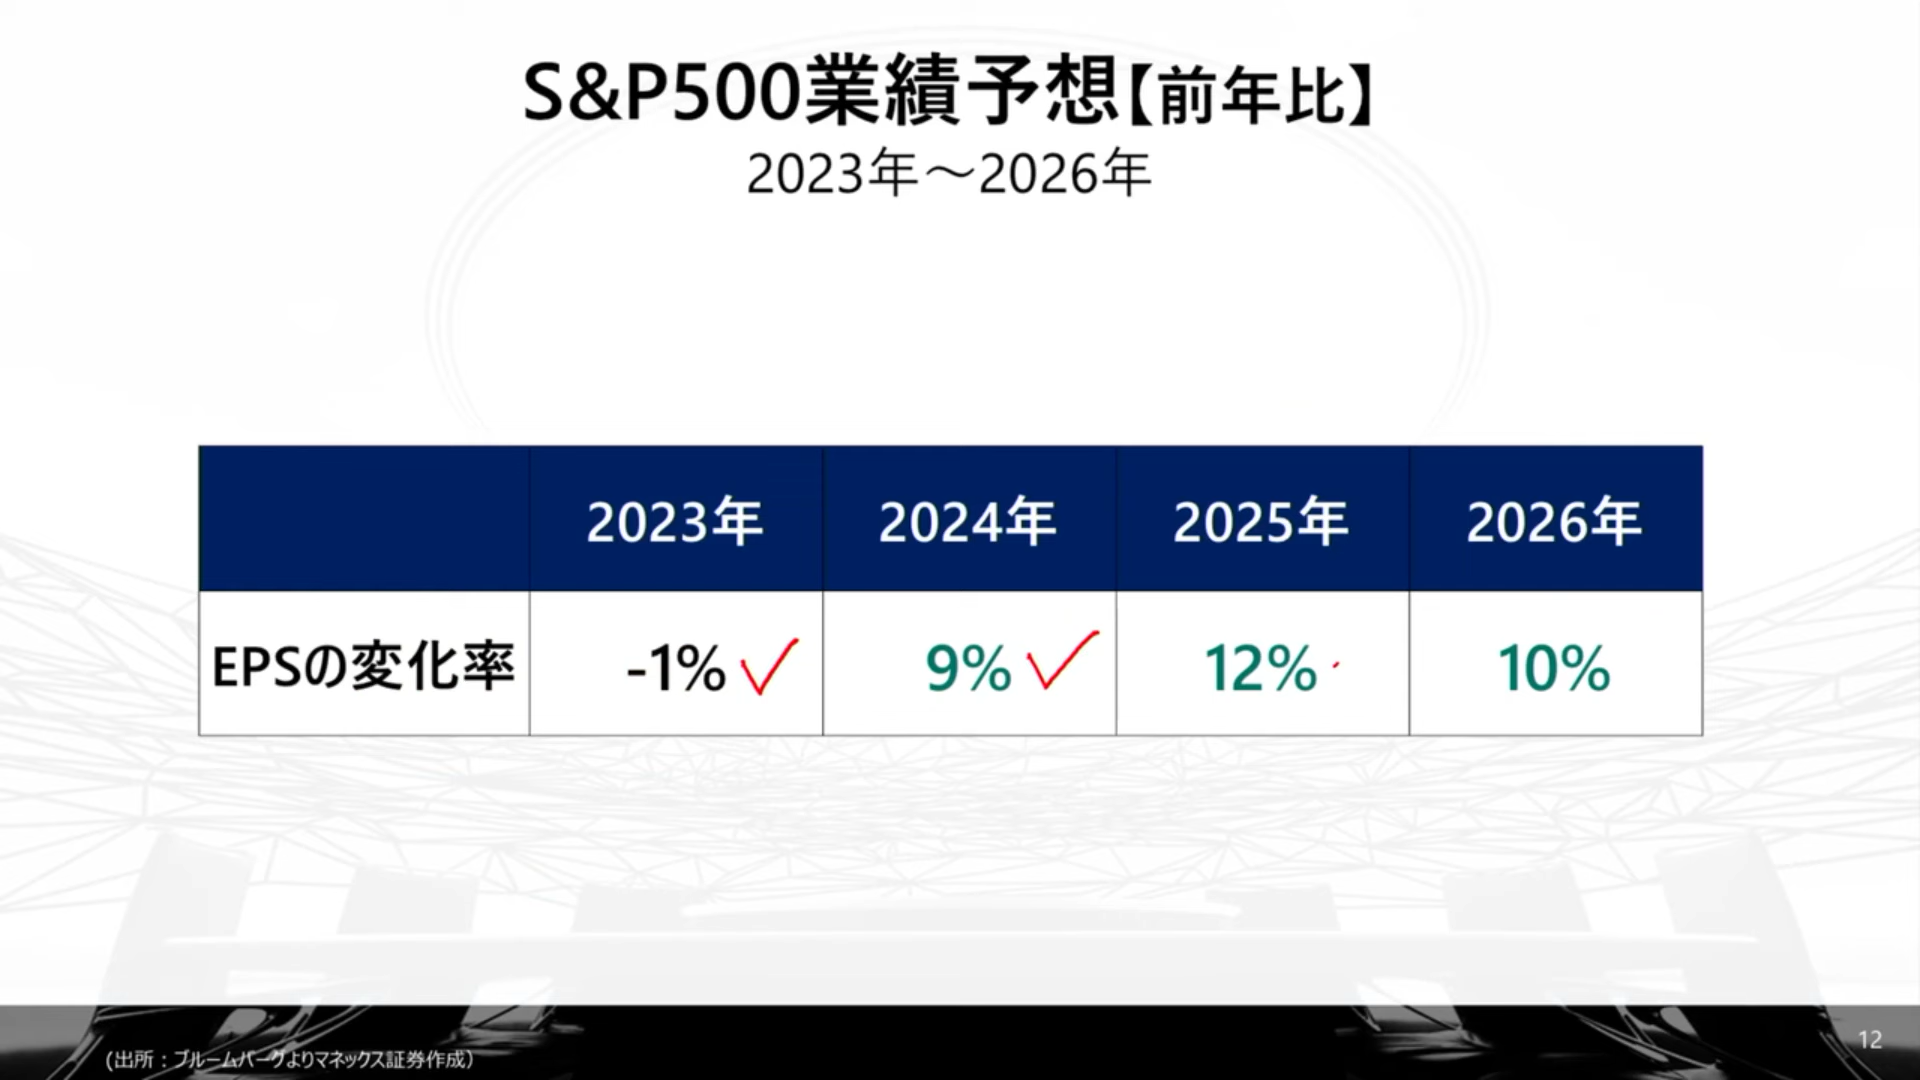 S&P500業績予想【前年比】
2023年～2026年
2023年 2024年 2025年 2026年
EPSの変化率 -1% 9% 12% 10%
(出所：ブルームバーグよりマネックス証券作成)
12